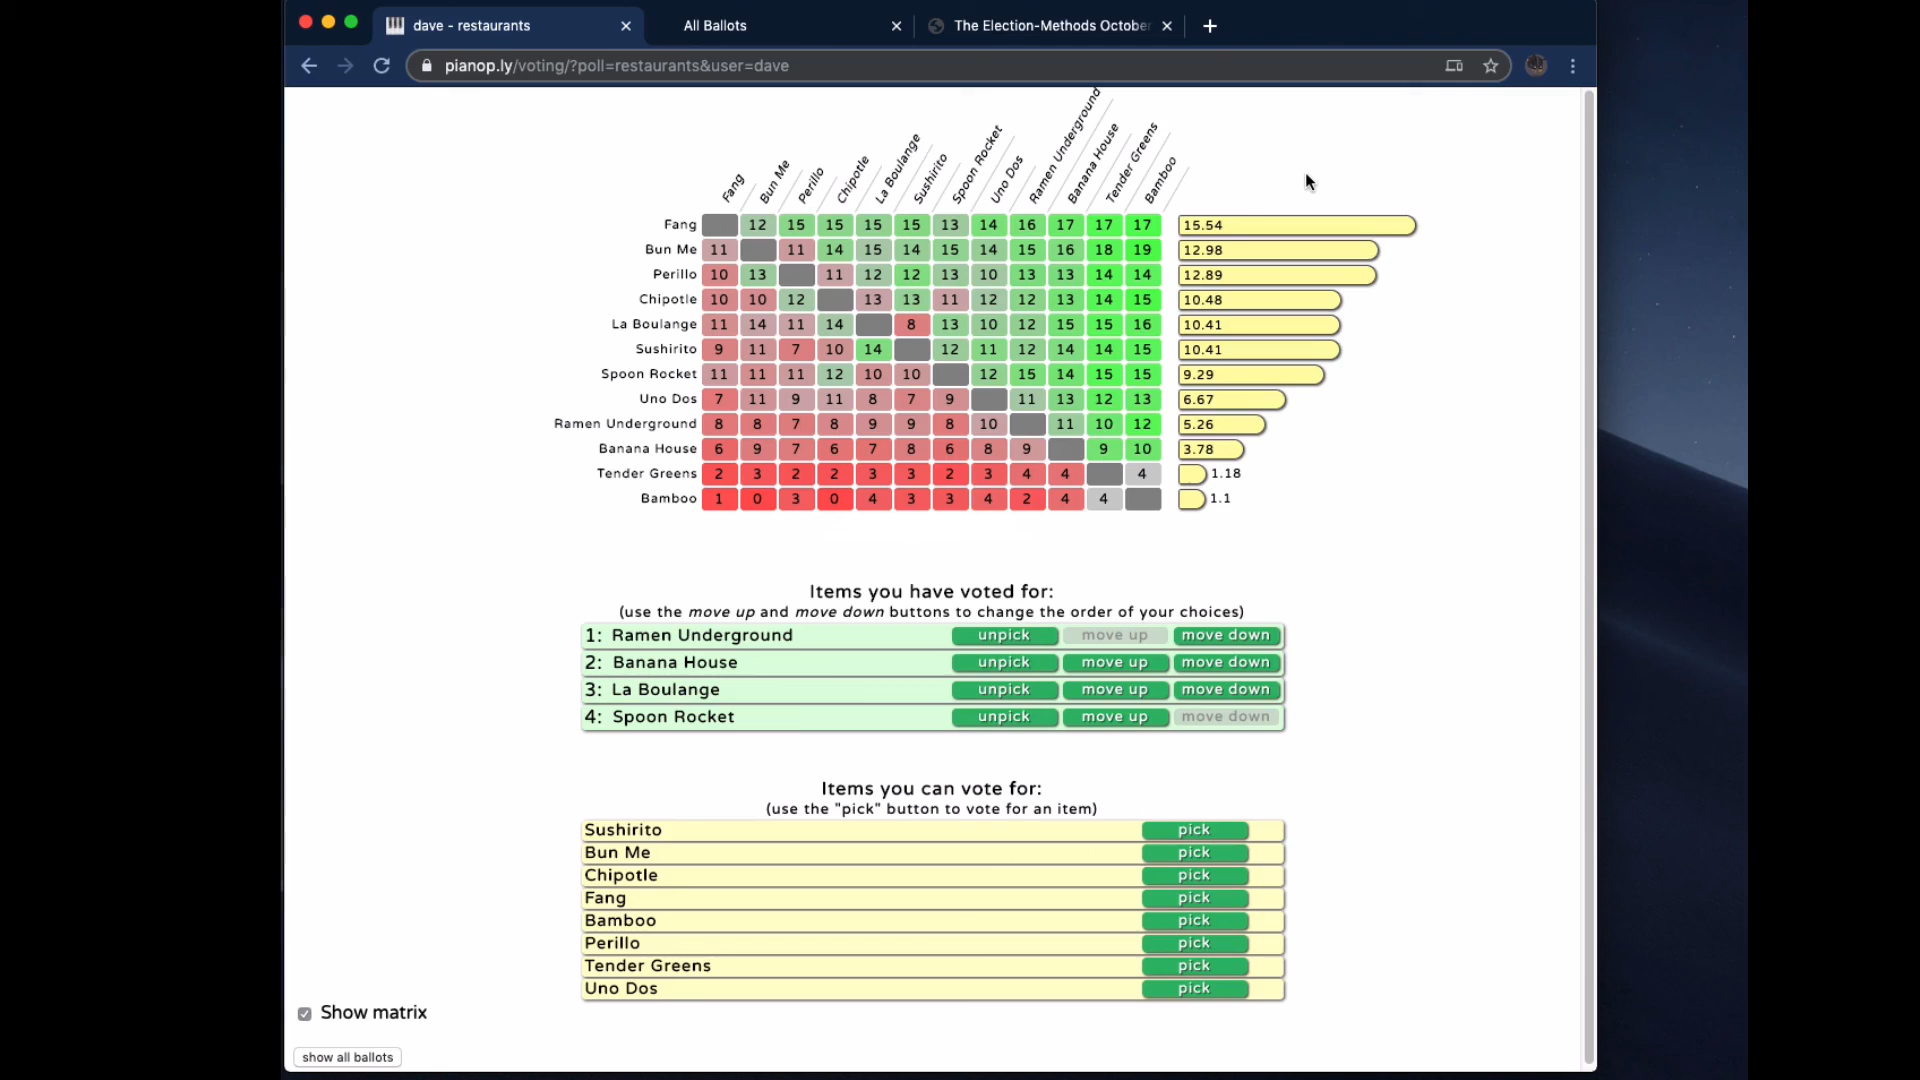 dave - restaurants
All Ballots
The Election-Methods October
pianop.ly/voting/?poll=restaurants&user=dave
Fang Bun Me Perillo Chipotle La Boulange Sushirito Spoon Rocket Uno Dos Ramen Underground Banana House Tender Greens Bamboo
Fang 12 15 15 15 15 13 14 16 17 17 17 15.54
Bun Me 11 11 14 15 14 15 14 15 16 18 19 12.98
Perillo 10 13 11 12 12 13 10 13 13 14 14 12.89
Chipotle 10 10 12 13 13 11 12 12 13 14 15 10.48
La Boulange 11 14 11 14 8 13 10 12 15 15 16 10.41
Sushirito 9 11 7 10 14 12 11 12 14 14 15 10.41
Spoon Rocket 11 11 11 12 10 10 12 15 14 15 15 9.29
Uno Dos 7 11 9 11 8 7 9 11 13 12 13 6.67
Ramen Underground 8 8 7 8 9 9 8 10 11 10 12 5.26
Banana House 6 9 7 6 7 8 6 8 9 9 10 3.78
Tender Greens 2 3 2 2 3 3 2 3 4 4 4 1.18
Bamboo 1 0 3 0 4 3 3 4 2 4 4 1.1
Items you have voted for:
(use the move up and move down buttons to change the order of your choices)
1: Ramen Underground unpick move up move down
2: Banana House unpick move up move down
3: La Boulange unpick move up move down
4: Spoon Rocket unpick move up move down
Items you can vote for:
(use the "pick" button to vote for an item)
Sushirito pick
Bun Me pick
Chipotle pick
Fang pick
Bamboo pick
Perillo pick
Tender Greens pick
Uno Dos pick
Show matrix
show all ballots